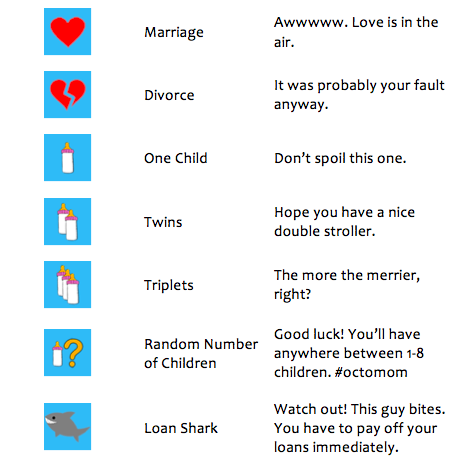 Marriage
Awwwww. Love is in the
air.
Divorce
It was probably your fault
anyway.
One Child
Don’t spoil this one.
Twins
Hope you have a nice
double stroller.
Triplets
The more the merrier,
right?
?
Random Number
of Children
Good luck! You’ll have
anywhere between 1-8
children. #octomom
Loan Shark
Watch out! This guy bites.
You have to pay off your
loans immediately.